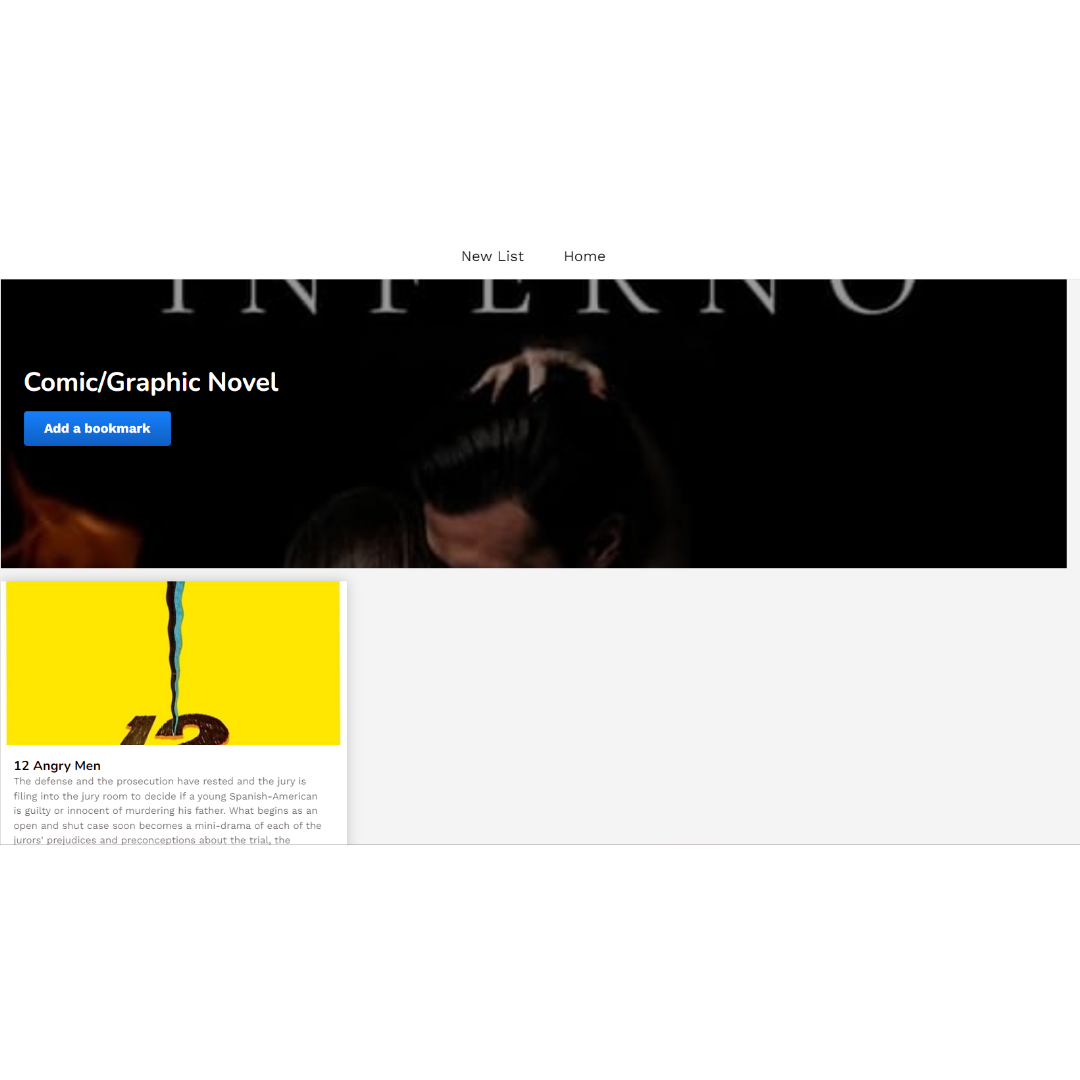 New List Home
INFERNO
Comic/Graphic Novel
Add a bookmark
12
12 Angry Men
The defense and the prosecution have rested and the jury is
filing into the jury room to decide if a young Spanish-American
is guilty or innocent of murdering his father. What begins as an
open and shut case soon becomes a mini-drama of each of the
jurors' prejudices and preconceptions about the trial, the